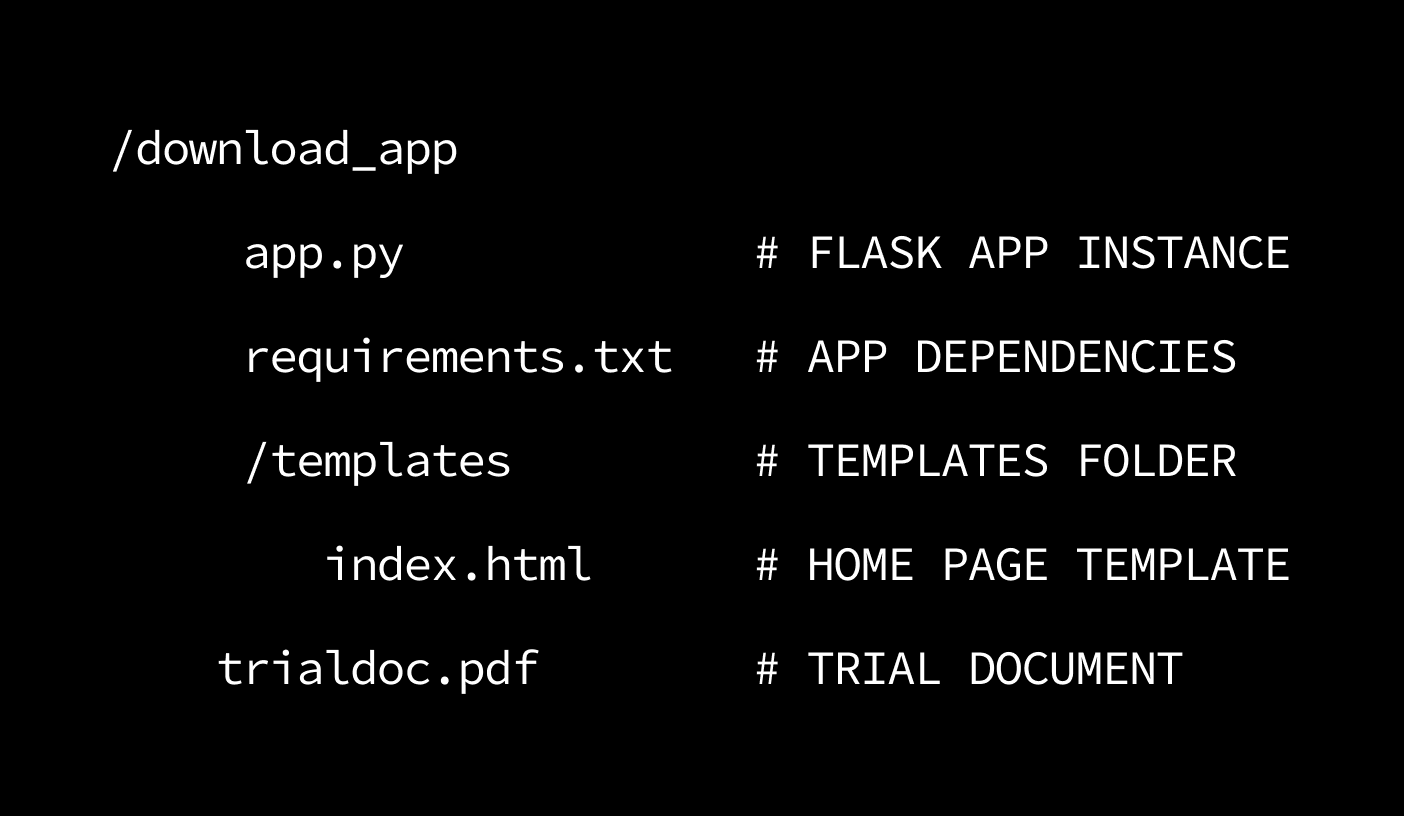 /download_app
app.py # FLASK APP INSTANCE
requirements.txt # APP DEPENDENCIES
/templates # TEMPLATES FOLDER
index.html # HOME PAGE TEMPLATE
trialdoc.pdf # TRIAL DOCUMENT